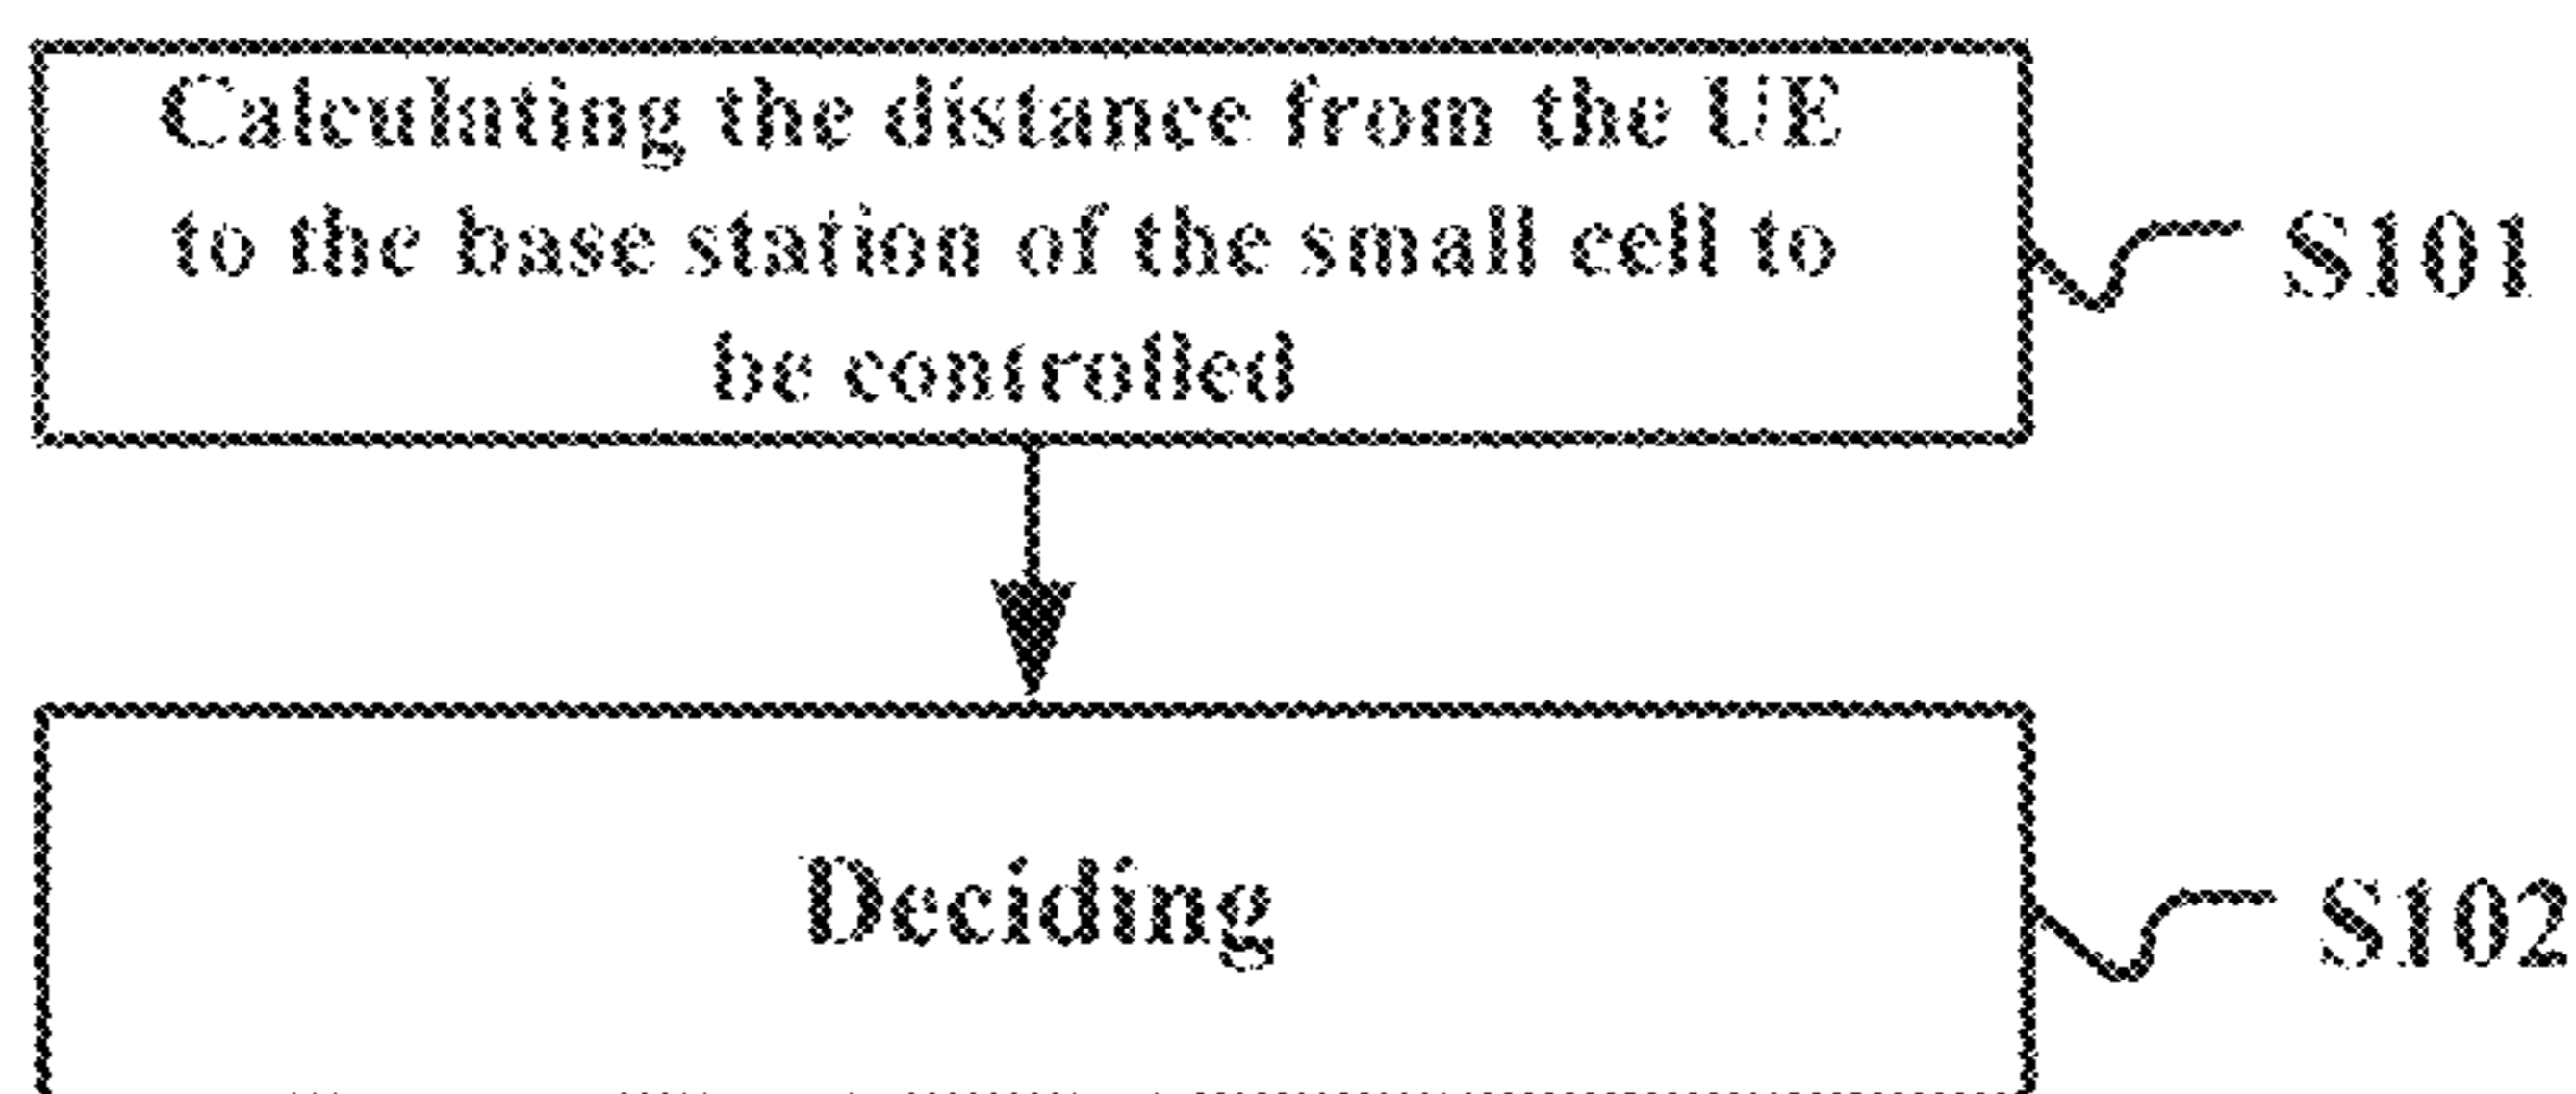 Calculating the distance from the UE
to the base station of the small cell to
be controlled
S101
Deciding
S102